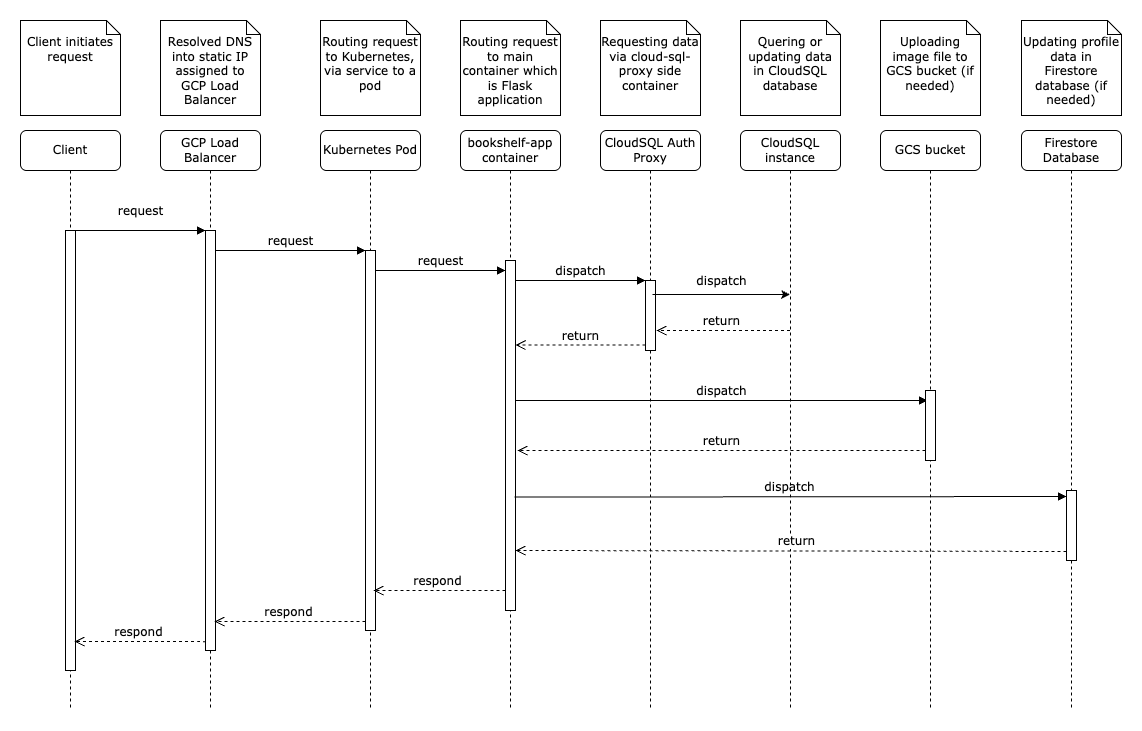 Client initiates
request
Resolved DNS
into static IP
assigned to
GCP Load
Balancer
Routing request
to Kubernetes,
via service to a
pod
Routing request
to main
container which
is Flask
application
Requesting data
via cloud-sql-
proxy side
container
Quering or
updating data
in CloudSQL
database
Uploading
image file to
GCS bucket (if
needed)
Updating profile
data in
Firestore
database (if
needed)
Client
GCP Load
Balancer
Kubernetes Pod
bookshelf-app
container
CloudSQL Auth
Proxy
CloudSQL
instance
GCS bucket
Firestore
Database
request
request
request
dispatch
dispatch
return
return
dispatch
return
dispatch
return
respond
respond
respond